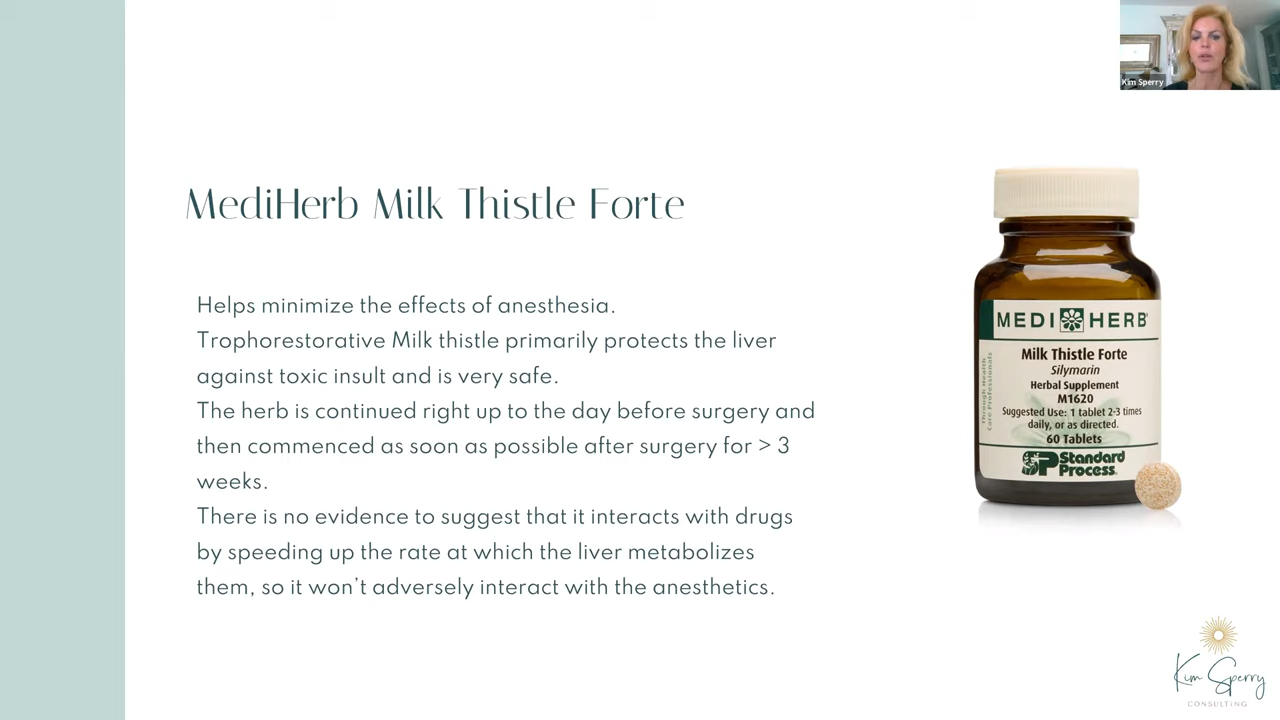 Kim Sperry
MediHerb Milk Thistle Forte
Helps minimize the effects of anesthesia.
Trophorestorative Milk thistle primarily protects the liver
against toxic insult and is very safe.
The herb is continued right up to the day before surgery and
then commenced as soon as possible after surgery for > 3
weeks.
There is no evidence to suggest that it interacts with drugs
by speeding up the rate at which the liver metabolizes
them, so it won't adversely interact with the anesthetics.
MEDI HERB®
Through Health
Care Professionals
Milk Thistle Forte
Silymarin
Herbal Supplement
M1620
Suggested Use: 1 tablet 2-3 times
daily, or as directed.
60 Tablets
SP Standard
Process
Kim Sperry
CONSULTING